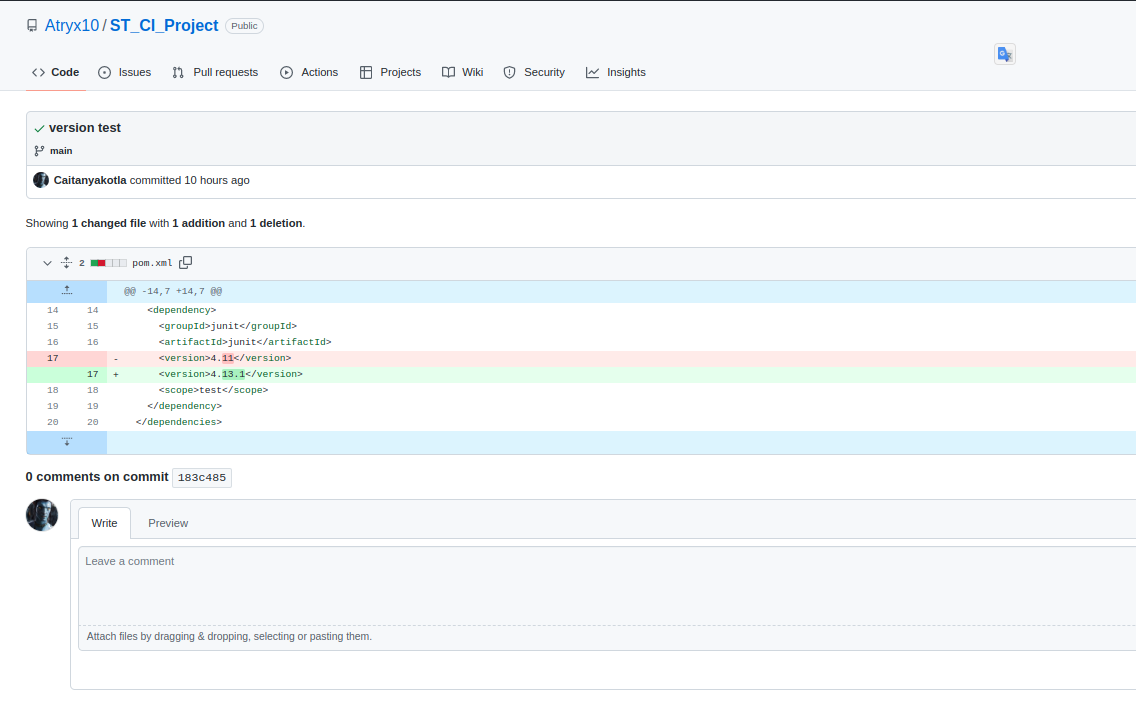 Atryx10 / ST_CI_Project Public
Code Issues Pull requests Actions Projects Wiki Security Insights
version test
main
Caitanyakotla committed 10 hours ago
Showing 1 changed file with 1 addition and 1 deletion.
2 pom.xml
@@ -14,7 +14,7 @@
14 14 <dependency>
15 15 <groupId>junit</groupId>
16 16 <artifactId>junit</artifactId>
17 - <version>4.11</version>
17 + <version>4.13.1</version>
18 18 <scope>test</scope>
19 19 </dependency>
20 20 </dependencies>
0 comments on commit 183c485
Write Preview
Leave a comment
Attach files by dragging & dropping, selecting or pasting them.